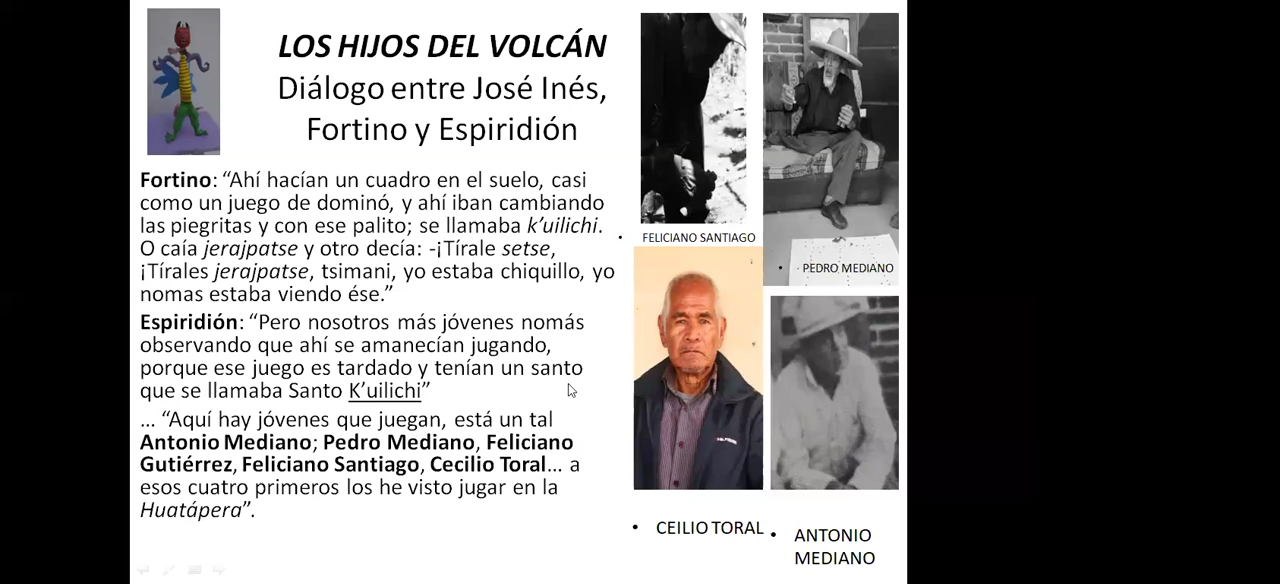 LOS HIJOS DEL VOLCÁN
Diálogo entre José Inés,
Fortino y Espiridión
Fortino: “Ahí hacían un cuadro en el suelo, casi
como un juego de dominó, y ahí iban cambiando
las piegritas y con ese palito; se llamaba k’uilichi.
O caía jerajpatse y otro decía: -¡Tírale setse,
¡Tírales jerajpatse, tsimani, yo estaba chiquillo, yo
nomas estaba viendo ése.”
Espiridión: “Pero nosotros más jóvenes nomás
observando que ahí se amanecían jugando,
porque ese juego es tardado y tenían un santo
que se llamaba Santo K’uilichi”
... “Aquí hay jóvenes que juegan, está un tal
Antonio Mediano; Pedro Mediano, Feliciano
Gutiérrez, Feliciano Santiago, Cecilio Toral... a
esos cuatro primeros los he visto jugar en la
Huatápera”.
• FELICIANO SANTIAGO
• PEDRO MEDIANO
• CEILIO TORAL
• ANTONIO
MEDIANO